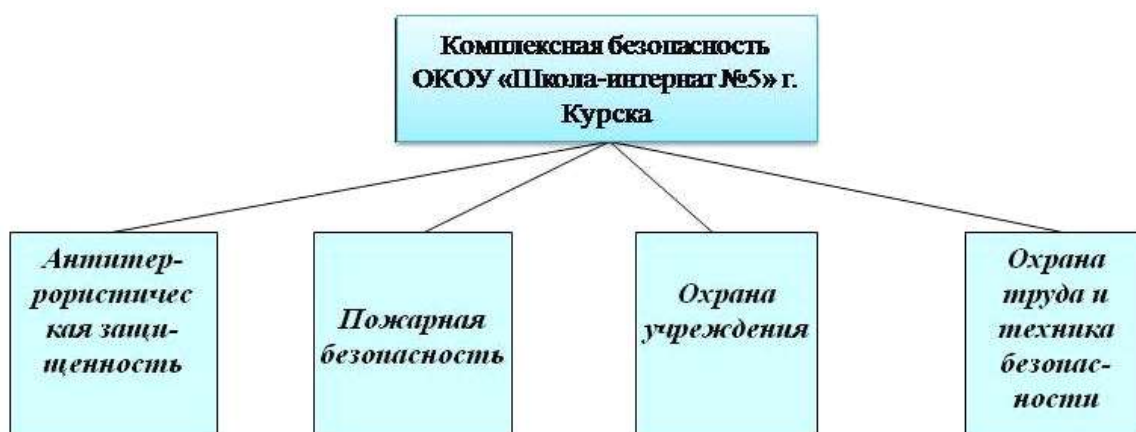 Комплексная безопасность
ОКОУ «Школа-интернат №5» г.
Курска
Антитер-
рористичес
кая защи-
щенность
Пожарная
безопасность
Охрана
учреждения
Охрана
труда и
техника
безопас-
ности